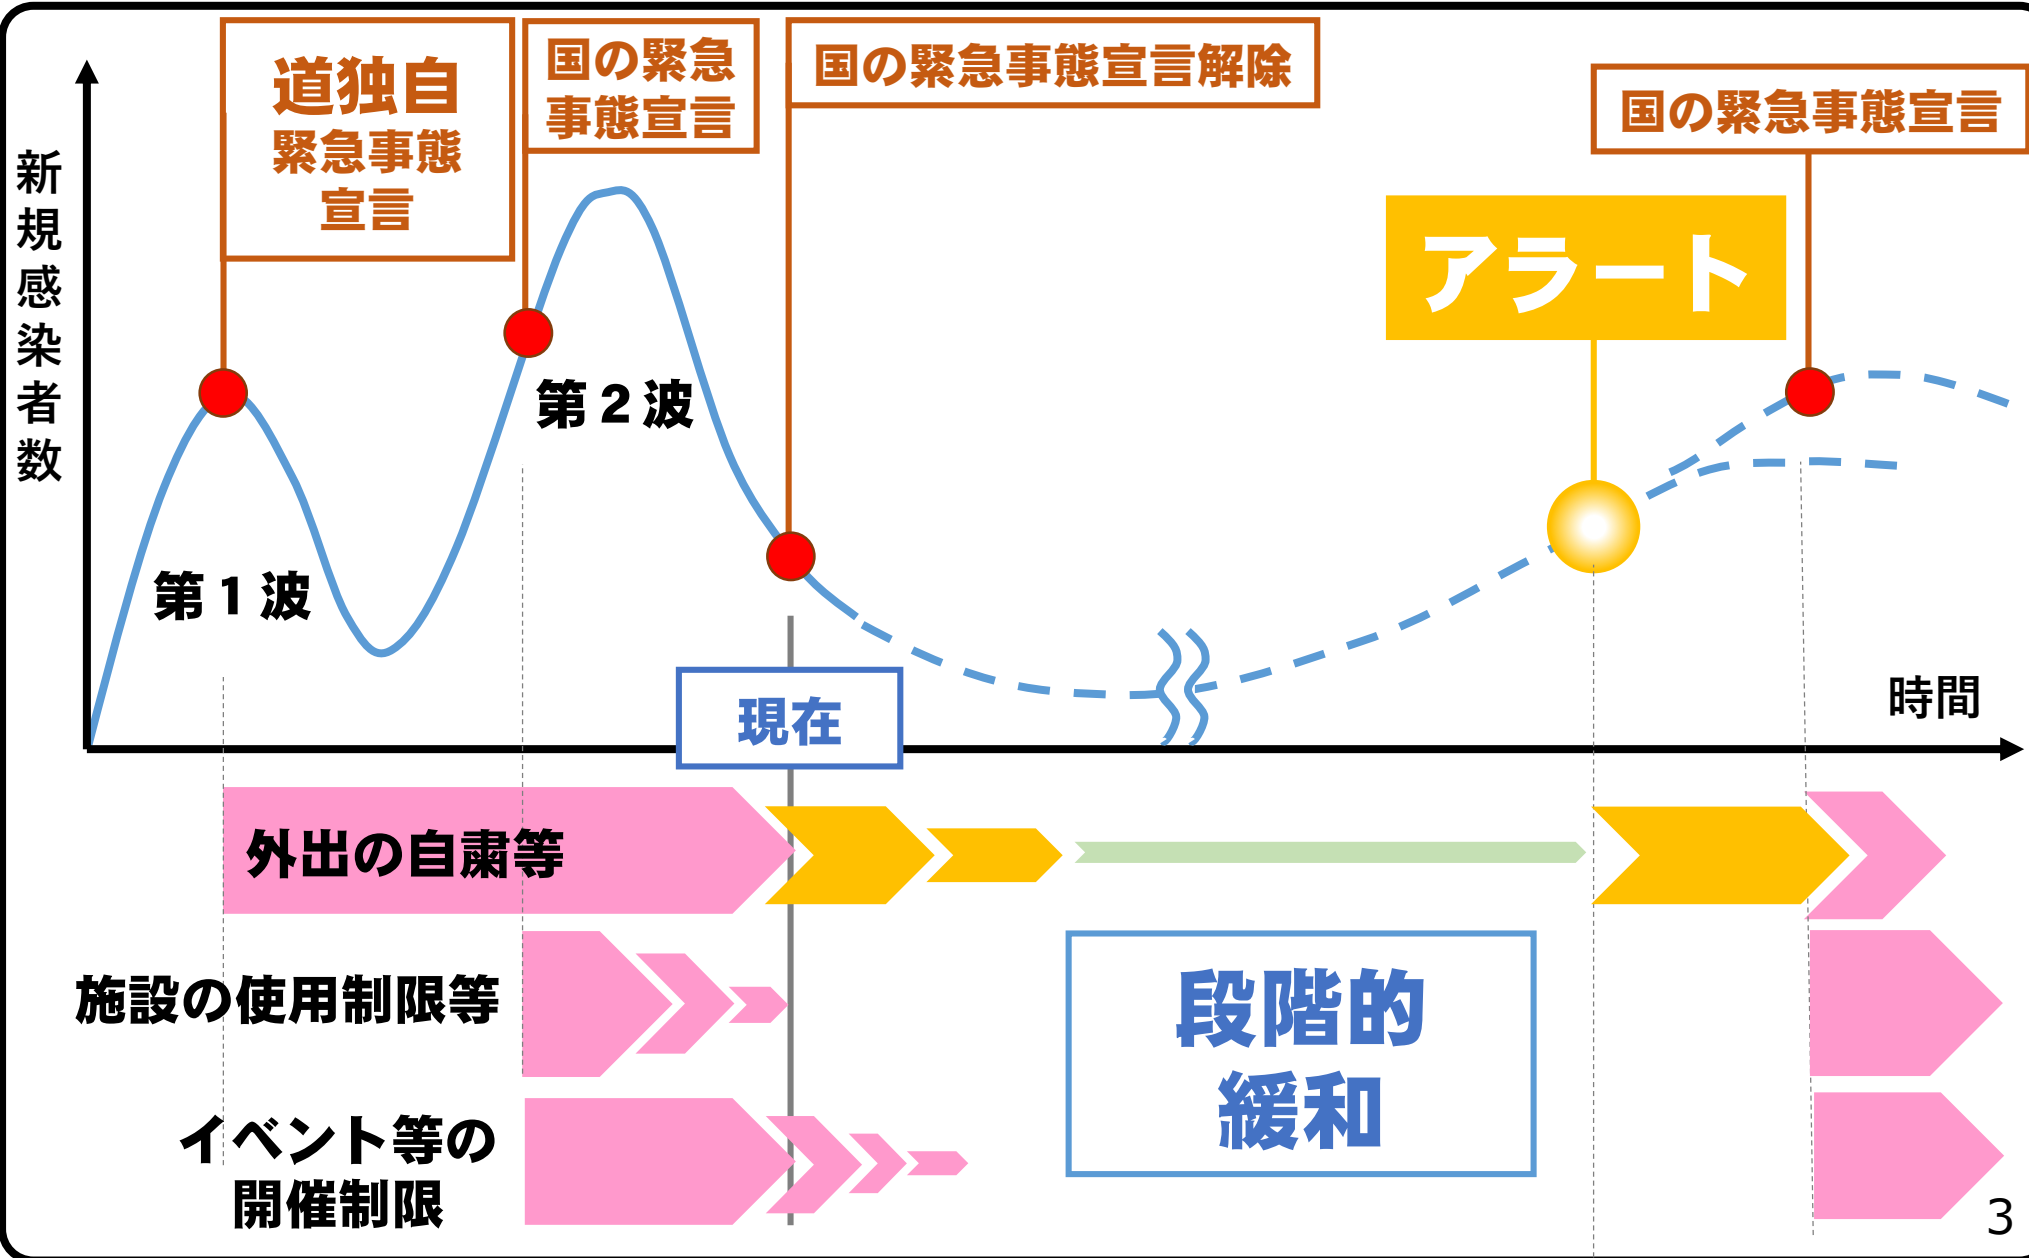 道独自
緊急事態
宣言
国の緊急
事態宣言
国の緊急事態宣言解除
国の緊急事態宣言
アラート
新規感染者数
第1波
第2波
現在
時間
外出の自粛等
施設の使用制限等
イベント等の
開催制限
段階的
緩和
3